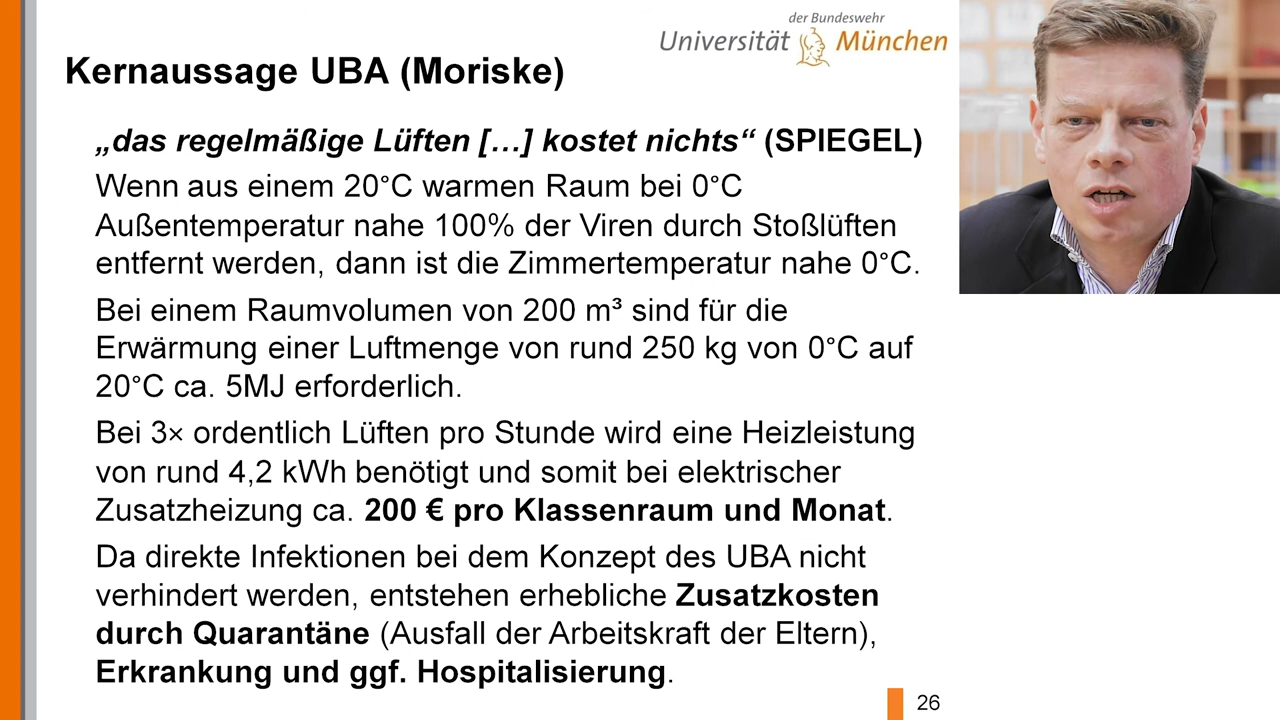 der Bundeswehr
Universität München
Kernaussage UBA (Moriske)
„das regelmäßige Lüften […] kostet nichts“ (SPIEGEL)
Wenn aus einem 20°C warmen Raum bei 0°C
Außentemperatur nahe 100% der Viren durch Stoßlüften
entfernt werden, dann ist die Zimmertemperatur nahe 0°C.
Bei einem Raumvolumen von 200 m³ sind für die
Erwärmung einer Luftmenge von rund 250 kg von 0°C auf
20°C ca. 5MJ erforderlich.
Bei 3× ordentlich Lüften pro Stunde wird eine Heizleistung
von rund 4,2 kWh benötigt und somit bei elektrischer
Zusatzheizung ca. 200 € pro Klassenraum und Monat.
Da direkte Infektionen bei dem Konzept des UBA nicht
verhindert werden, entstehen erhebliche Zusatzkosten
durch Quarantäne (Ausfall der Arbeitskraft der Eltern),
Erkrankung und ggf. Hospitalisierung.
26